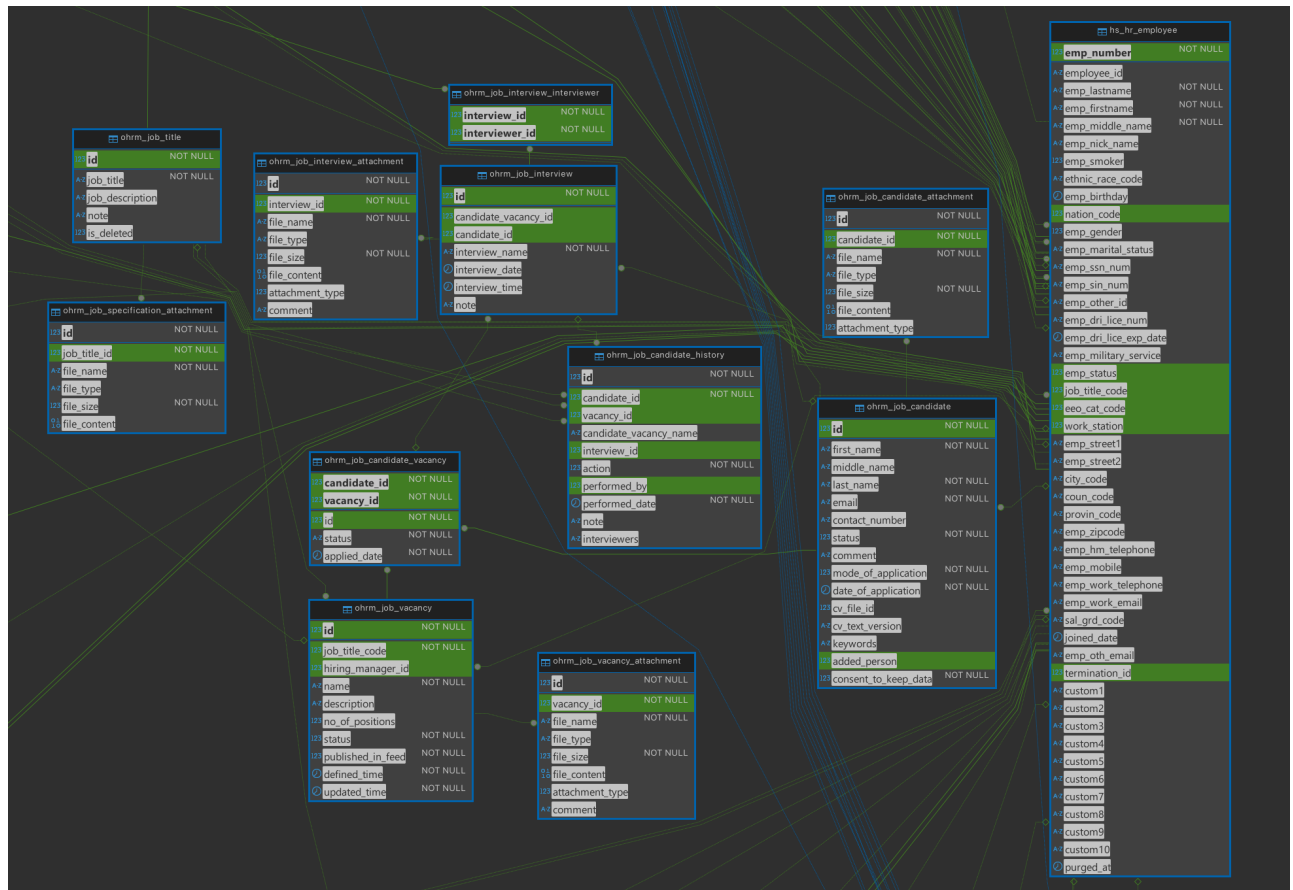 hs_hr_employee
emp_number NOT NULL
employee_id
emp_lastname NOT NULL
emp_firstname NOT NULL
emp_middle_name NOT NULL
emp_nick_name
emp_smoker
ethnic_race_code
emp_birthday
nation_code
emp_gender
emp_marital_status
emp_ssn_num
emp_sin_num
emp_other_id
emp_dri_lice_num
emp_dri_lice_exp_date
emp_military_service
emp_status
job_title_code
eeo_cat_code
work_station
emp_street1
emp_street2
city_code
coun_code
provin_code
emp_zipcode
emp_hm_telephone
emp_mobile
emp_work_telephone
emp_work_email
sal_grd_code
joined_date
emp_oth_email
termination_id
custom1
custom2
custom3
custom4
custom5
custom6
custom7
custom8
custom9
custom10
purged_at
ohrm_job_interview_interviewer
interview_id NOT NULL
interviewer_id NOT NULL
ohrm_job_title
id NOT NULL
job_title NOT NULL
job_description
note
is_deleted
ohrm_job_interview_attachment
id NOT NULL
interview_id NOT NULL
file_name NOT NULL
file_type
file_size NOT NULL
file_content
attachment_type
comment
ohrm_job_interview
id NOT NULL
candidate_vacancy_id
candidate_id
interview_name NOT NULL
interview_date
interview_time
note
ohrm_job_candidate_attachment
id NOT NULL
candidate_id NOT NULL
file_name NOT NULL
file_type
file_size NOT NULL
file_content
attachment_type
ohrm_job_specification_attachment
id NOT NULL
job_title_id NOT NULL
file_name NOT NULL
file_type
file_size NOT NULL
file_content
ohrm_job_candidate_history
id NOT NULL
candidate_id NOT NULL
vacancy_id
candidate_vacancy_name
interview_id
action NOT NULL
performed_by
performed_date NOT NULL
note
interviewers
ohrm_job_candidate
id NOT NULL
first_name NOT NULL
middle_name
last_name NOT NULL
email NOT NULL
contact_number
status NOT NULL
comment
mode_of_application NOT NULL
date_of_application NOT NULL
cv_file_id
cv_text_version
keywords
added_person
consent_to_keep_data NOT NULL
ohrm_job_candidate_vacancy
candidate_id NOT NULL
vacancy_id NOT NULL
id NOT NULL
status NOT NULL
applied_date NOT NULL
ohrm_job_vacancy
id NOT NULL
job_title_code NOT NULL
hiring_manager_id
name NOT NULL
description
no_of_positions
status NOT NULL
published_in_feed NOT NULL
defined_time NOT NULL
updated_time NOT NULL
ohrm_job_vacancy_attachment
id NOT NULL
vacancy_id NOT NULL
file_name NOT NULL
file_type
file_size NOT NULL
file_content
attachment_type
comment